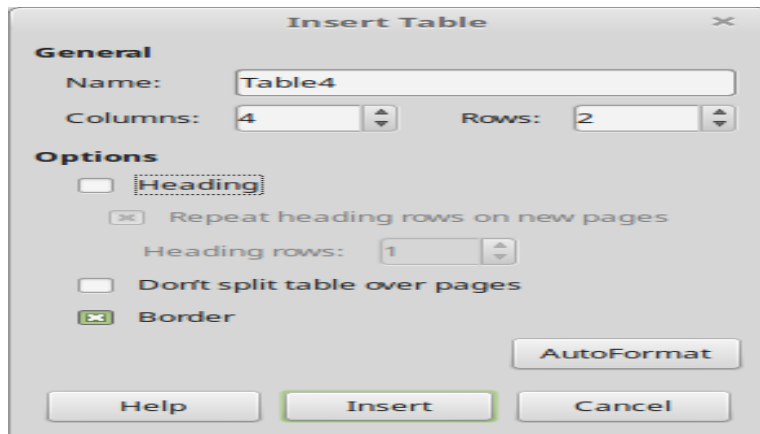 Insert Table
General
Name: Table4
Columns: 4 Rows: 2
Options
Heading
Repeat heading rows on new pages
Heading rows: 1
Don't split table over pages
Border
AutoFormat
Help Insert Cancel